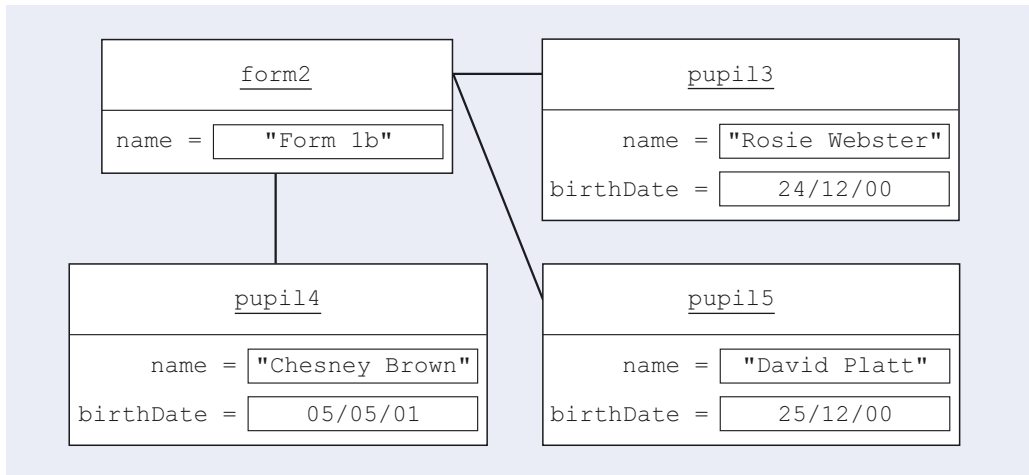 form2
name = "Form 1b"
pupil3
name = "Rosie Webster"
birthDate = 24/12/00
pupil4
name = "Chesney Brown"
birthDate = 05/05/01
pupil5
name = "David Platt"
birthDate = 25/12/00